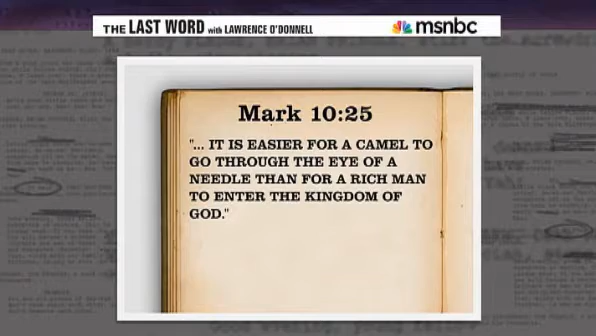 THE LAST WORD with LAWRENCE O'DONNELL msnbc
Mark 10:25
"... IT IS EASIER FOR A CAMEL TO
GO THROUGH THE EYE OF A
NEEDLE THAN FOR A RICH MAN
TO ENTER THE KINGDOM OF
GOD."